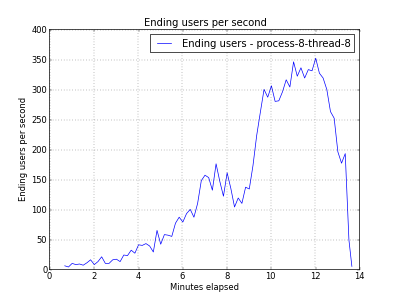 Ending users per second
Ending users - process-8-thread-8
400
350
300
250
200
150
100
50
0
Ending users per second
0 2 4 6 8 10 12 14
Minutes elapsed